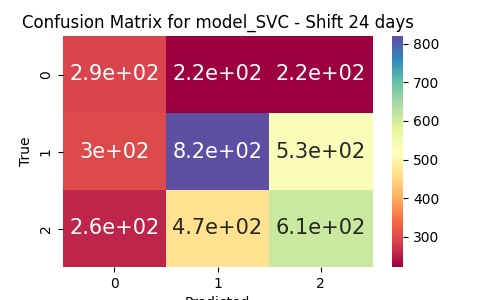 Confusion Matrix for model_SVC - Shift 24 days
0 2.9e+02 2.2e+02 2.2e+02
1 3e+02 8.2e+02 5.3e+02
2 2.6e+02 4.7e+02 6.1e+02
0 1 2
True
Predicted
800
700
600
500
400
300